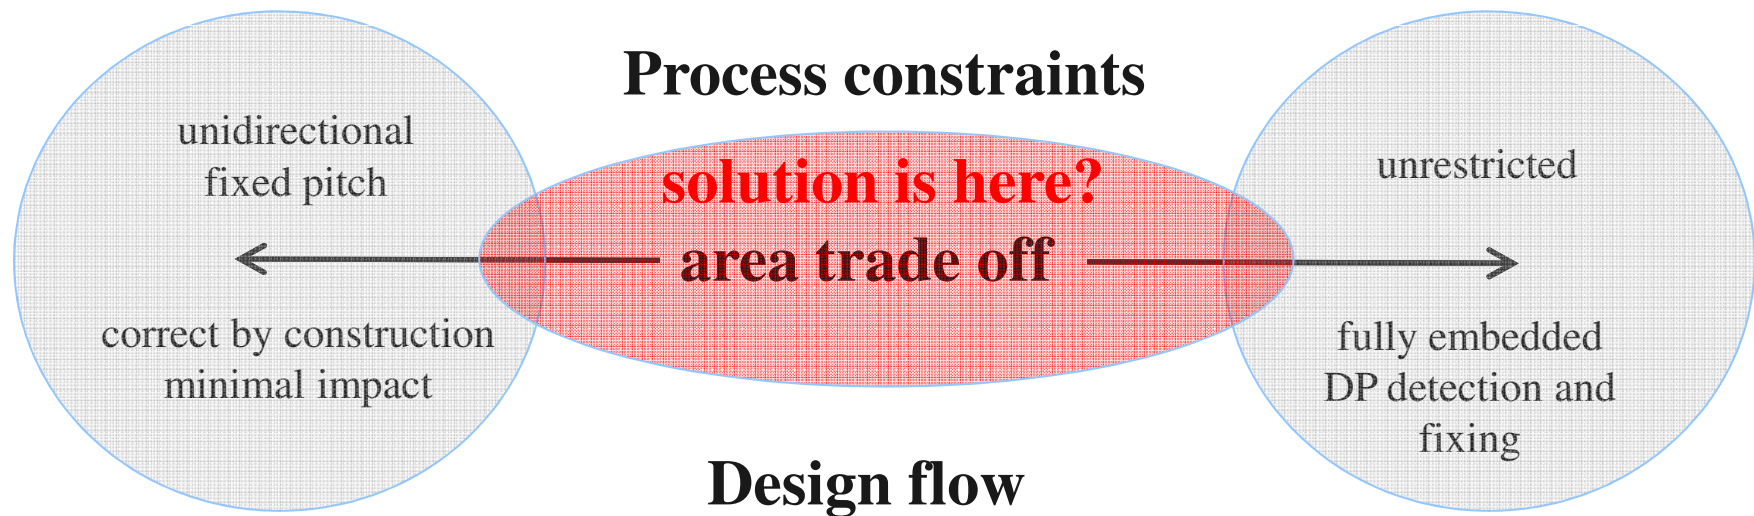 Process constraints
unidirectional
fixed pitch
solution is here?
unrestricted
area trade off
correct by construction
minimal impact
fully embedded
DP detection and
fixing
Design flow